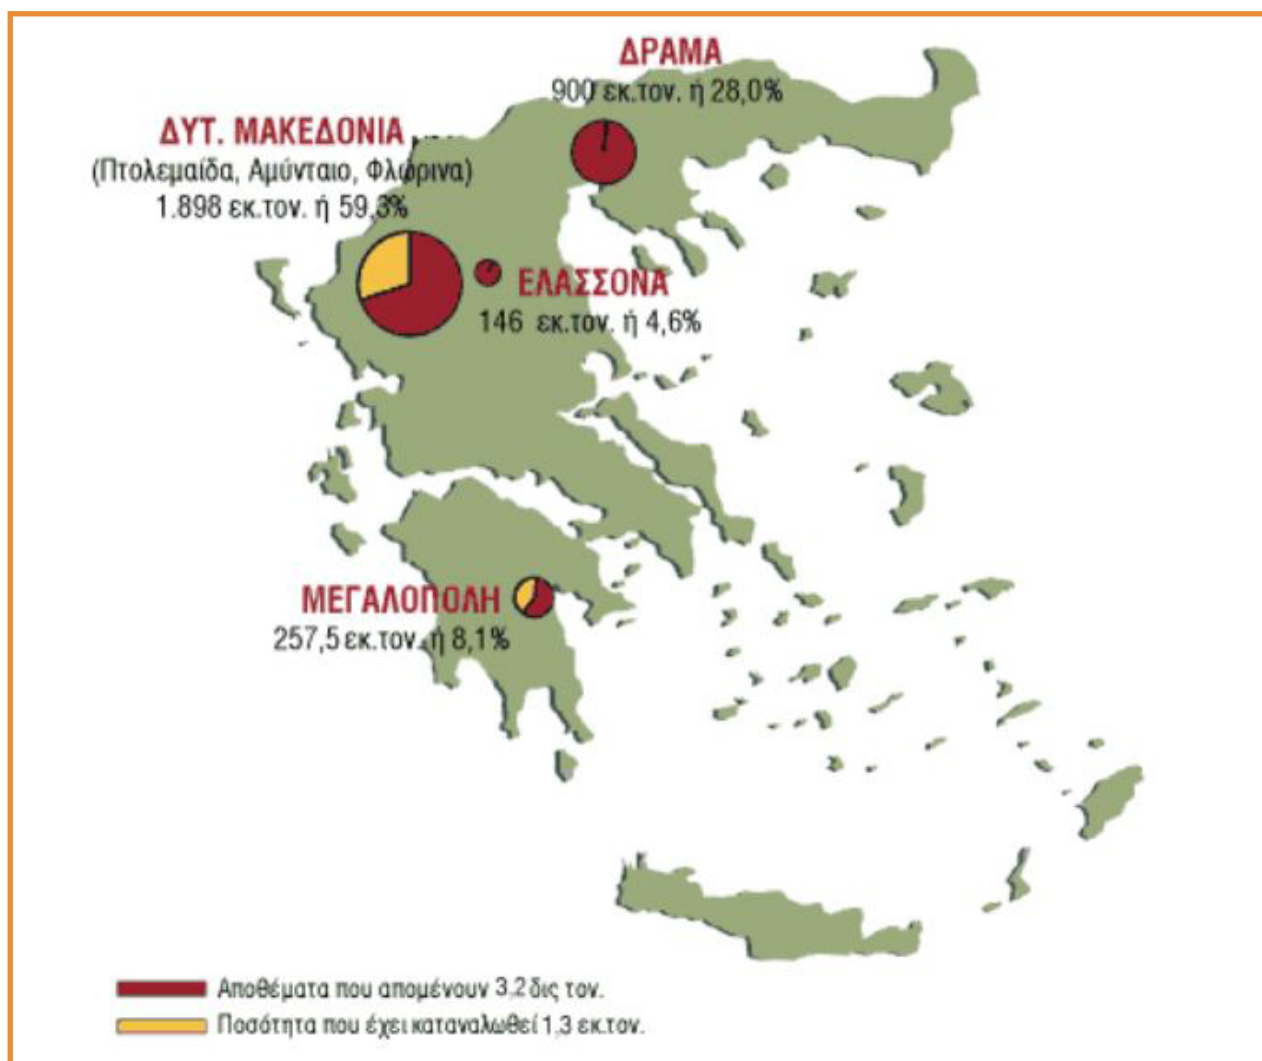 ΔΡΑΜΑ
900 εκ.τον. ή 28,0%
ΔΥΤ. ΜΑΚΕΔΟΝΙΑ
(Πτολεμαίδα, Αμύνταιο, Φλώρινα)
1.898 εκ.τον. ή 59,3%
ΕΛΑΣΣΟΝΑ
146 εκ.τον. ή 4,6%
ΜΕΓΑΛΟΠΟΛΗ
257,5 εκ.τον. ή 8,1%
Αποθέματα που απομένουν 3,2 δις τον.
Ποσότητα που έχει καταναλωθεί 1,3 εκ.τον.